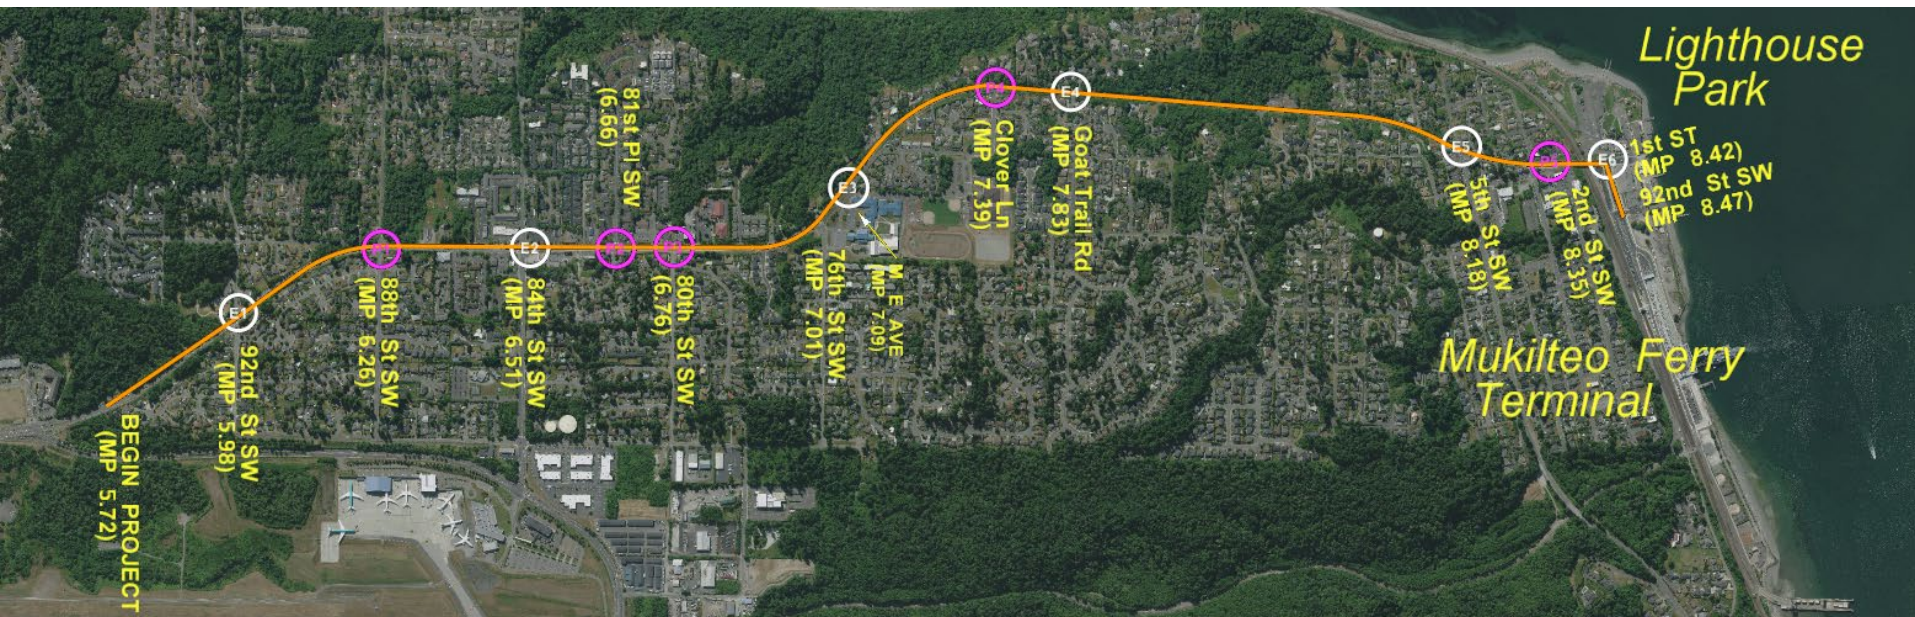 Lighthouse
Park
1st ST
(MP 8.42)
92nd St SW
(MP 8.47)
81st Pl SW
(6.66)
E4
Clover Ln
(MP 7.39)
Goat Trail Rd
(MP 7.83)
E5
E6
5th St SW
(MP 8.18)
2nd St SW
(MP 8.35)
E3
E2
E1
88th St SW
(MP 6.26)
84th St SW
(MP 6.51)
80th St SW
(6.76)
76th St SW
(MP 7.01)
M E AVE
(MP 7.09)
92nd St SW
(MP 5.98)
Mukilteo Ferry
Terminal
BEGIN PROJECT
(MP 5.72)